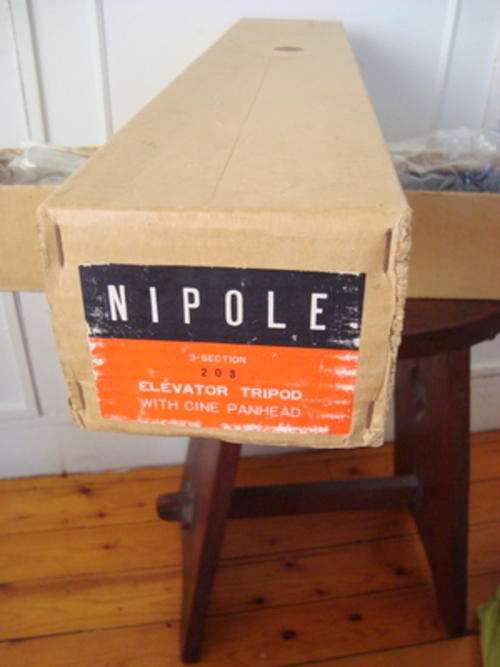 NIPOLE
3-SECTION
203
ELEVATOR TRIPOD
WITH CINE PANHEAD